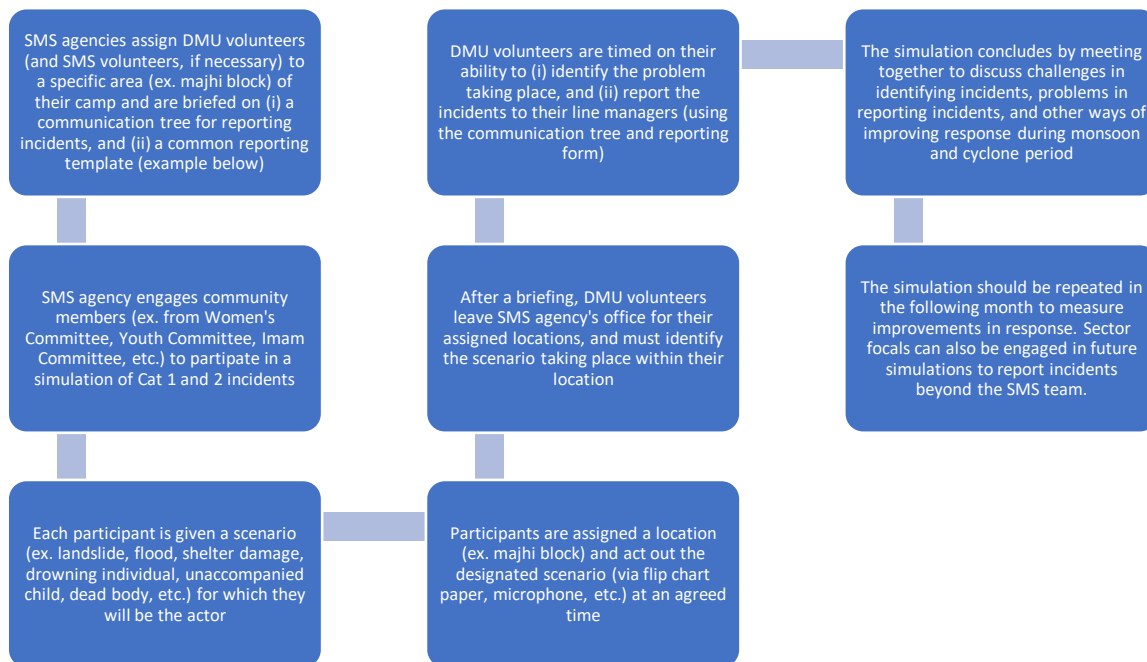 SMS agencies assign DMU volunteers
(and SMS volunteers, if necessary) to
a specific area (ex. majhi block) of
their camp and are briefed on (i) a
communication tree for reporting
incidents, and (ii) a common reporting
template (example below)
SMS agency engages community
members (ex. from Women's
Committee, Youth Committee, Imam
Committee, etc.) to partipate in a
simulation of Cat 1 and 2 incidents
Each participant is given a scenario
(ex. landslide, flood, shelter damage,
drowning individual, unaccompanied
child, dead body, etc.) for which they
will be the actor
Participants are assigned a location
(ex. majhi block) and act out the
designated scenario (via flip chart
paper, microphone, etc.) at an agreed
time
After a briefing, DMU volunteers
leave SMS agency's office for their
assigned locations, and must identify
the scenario taking place within their
location
DMU volunteers are timed on their
ability to (i) identify the problem
taking place, and (ii) report the
incidents to their line managers (using
the communication tree and reporting
form)
The simulation concludes by meeting
together to discuss challenges in
identifying incidents, problems in
reporting incidents, and other ways of
improving response during monsoon
and cyclone period
The simulation should be repeated in
the following month to measure
improvements in response. Sector
focals can also be engaged in future
simulations to report incidents
beyond the SMS team.